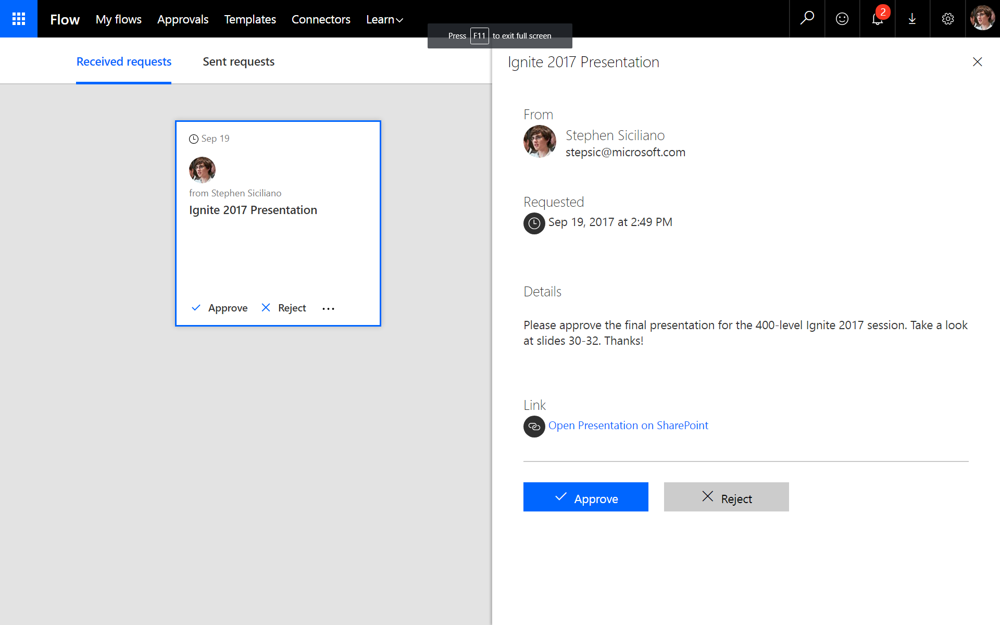 Flow My flows Approvals Templates Connectors Learn
2
Press F11 to exit full screen
Received requests Sent requests
Sep 19
from Stephen Siciliano
Ignite 2017 Presentation
Approve Reject ...
Ignite 2017 Presentation
From
Stephen Siciliano
stepsic@microsoft.com
Requested
Sep 19, 2017 at 2:49 PM
Details
Please approve the final presentation for the 400-level Ignite 2017 session. Take a look
at slides 30-32. Thanks!
Link
Open Presentation on SharePoint
Approve Reject